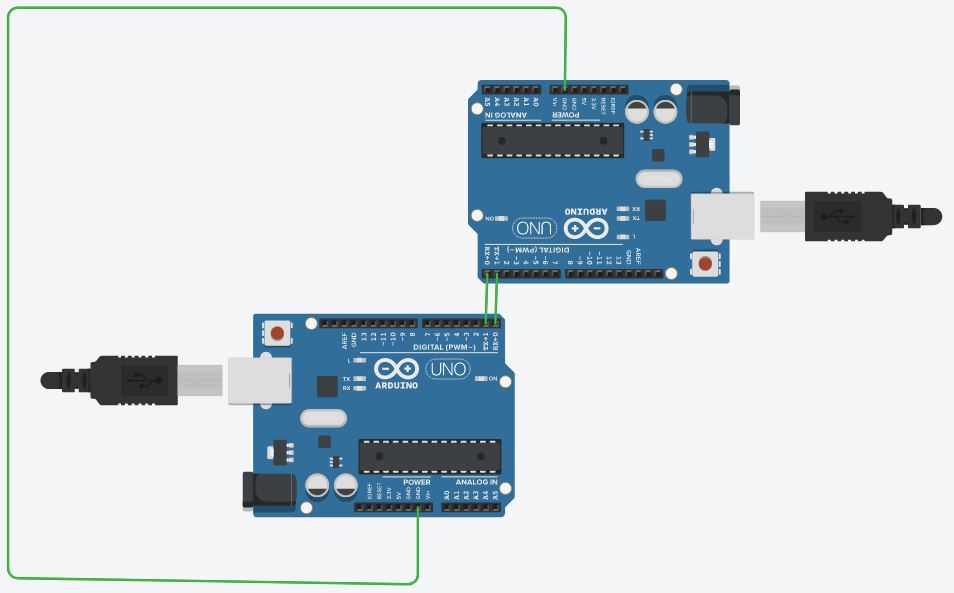 A5
A4
A3
A2
A1
A0
Vin
GND
GND
5V
3.3V
RESET
IOREF
ANALOG IN
POWER
RX
TX
L
ON
UNO
ARDUINO
DIGITAL (PWM~)
RX←0
TX→1
2
~3
4
~5
~6
7
8
~9
~10
~11
12
13
GND
AREF
AREF
GND
13
12
~11
~10
~9
8
7
~6
~5
4
~3
2
TX→1
RX←0
DIGITAL (PWM~)
L
TX
RX
ARDUINO
UNO
ON
POWER
ANALOG IN
IOREF
RESET
3.3V
5V
GND
GND
Vin
A0
A1
A2
A3
A4
A5